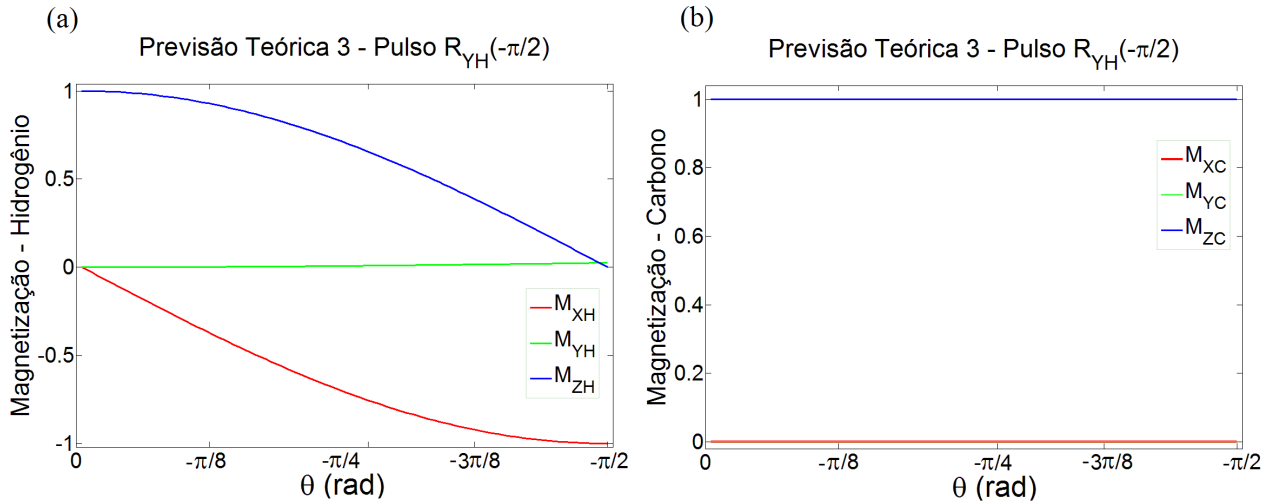 (a)
Previsão Teórica 3 - Pulso R_YH(-π/2)
Magnetização - Hidrogênio
1
0.5
0
-0.5
-1
M_XH
M_YH
M_ZH
0 -π/8 -π/4 -3π/8 -π/2
θ (rad)
(b)
Previsão Teórica 3 - Pulso R_YH(-π/2)
Magnetização - Carbono
1
0.8
0.6
0.4
0.2
0
M_XC
M_YC
M_ZC
0 -π/8 -π/4 -3π/8 -π/2
θ (rad)